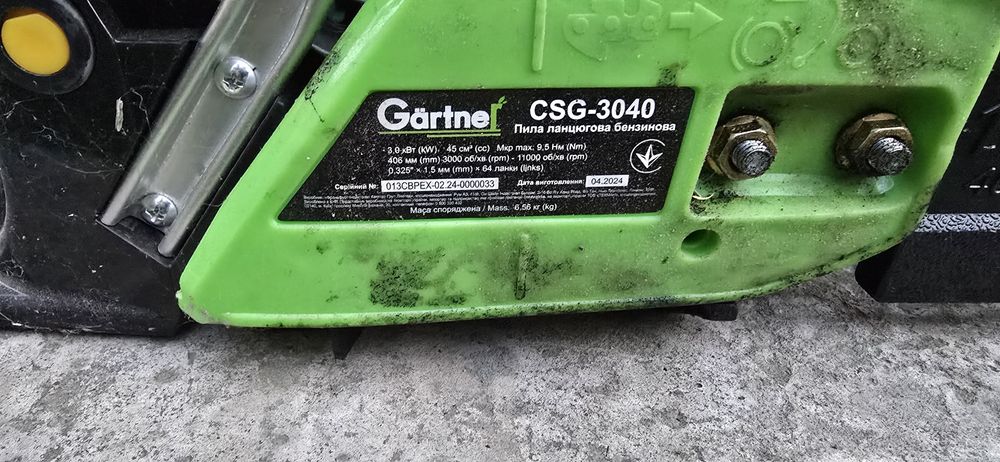 Gärtner
CSG-3040
Пила ланцюгова бензинова
3,0 кВт (kW) 45 см³ (cc) Мкр max: 9,5 Нм (Nm)
406 мм (mm) 3000 об/хв (rpm) - 11000 об/хв (rpm)
0.325" × 1.5 мм (mm) × 64 ланки (links)
Серійний №: 013CBPEX-02.24-0000033 Дата виготовлення: 04.2024
Маса споряджена / Mass: 6.56 кг (kg)